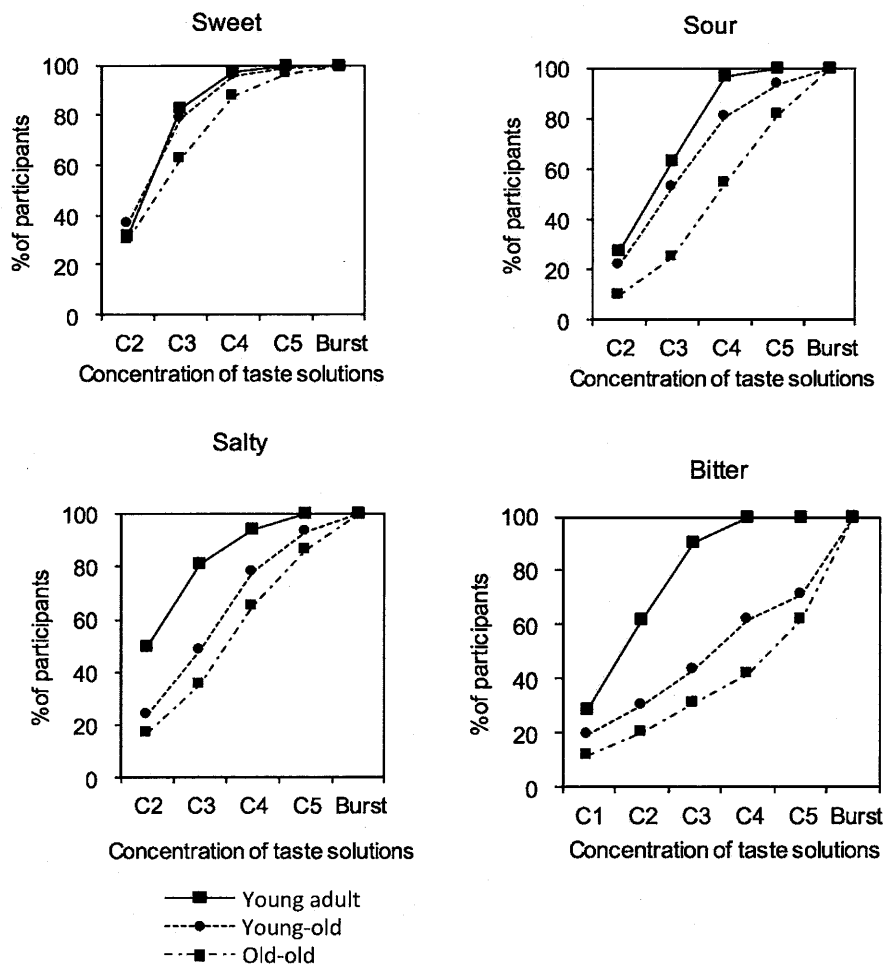 Sweet
100
80
60
40
20
0
%of participants
C2 C3 C4 C5 Burst
Concentration of taste solutions
Sour
100
80
60
40
20
0
%of participants
C2 C3 C4 C5 Burst
Concentration of taste solutions
Salty
100
80
60
40
20
0
%of participants
C2 C3 C4 C5 Burst
Concentration of taste solutions
Bitter
100
80
60
40
20
0
%of participants
C1 C2 C3 C4 C5 Burst
Concentration of taste solutions
Young adult
Young-old
Old-old